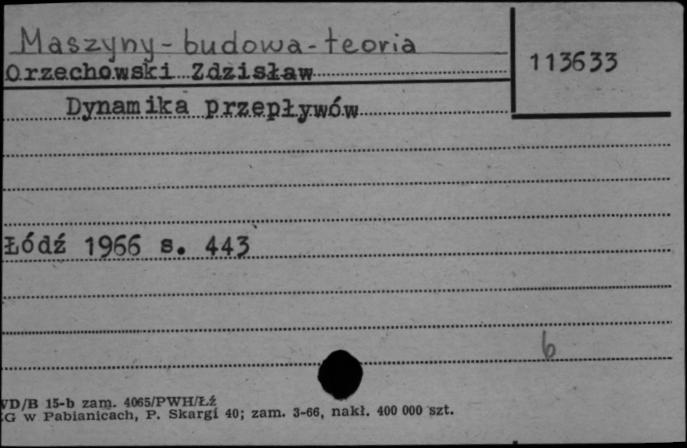 Maszyny - budowa - teoria
113633
Orzechowski Zdzisław
Dynamika przepływów
Łódź 1966 s. 443
6
VD/B 15-b zam. 4065/PWH/Łź
G w Pabianicach, P. Skargi 40; zam. 3-66, nakł. 400 000 szt.